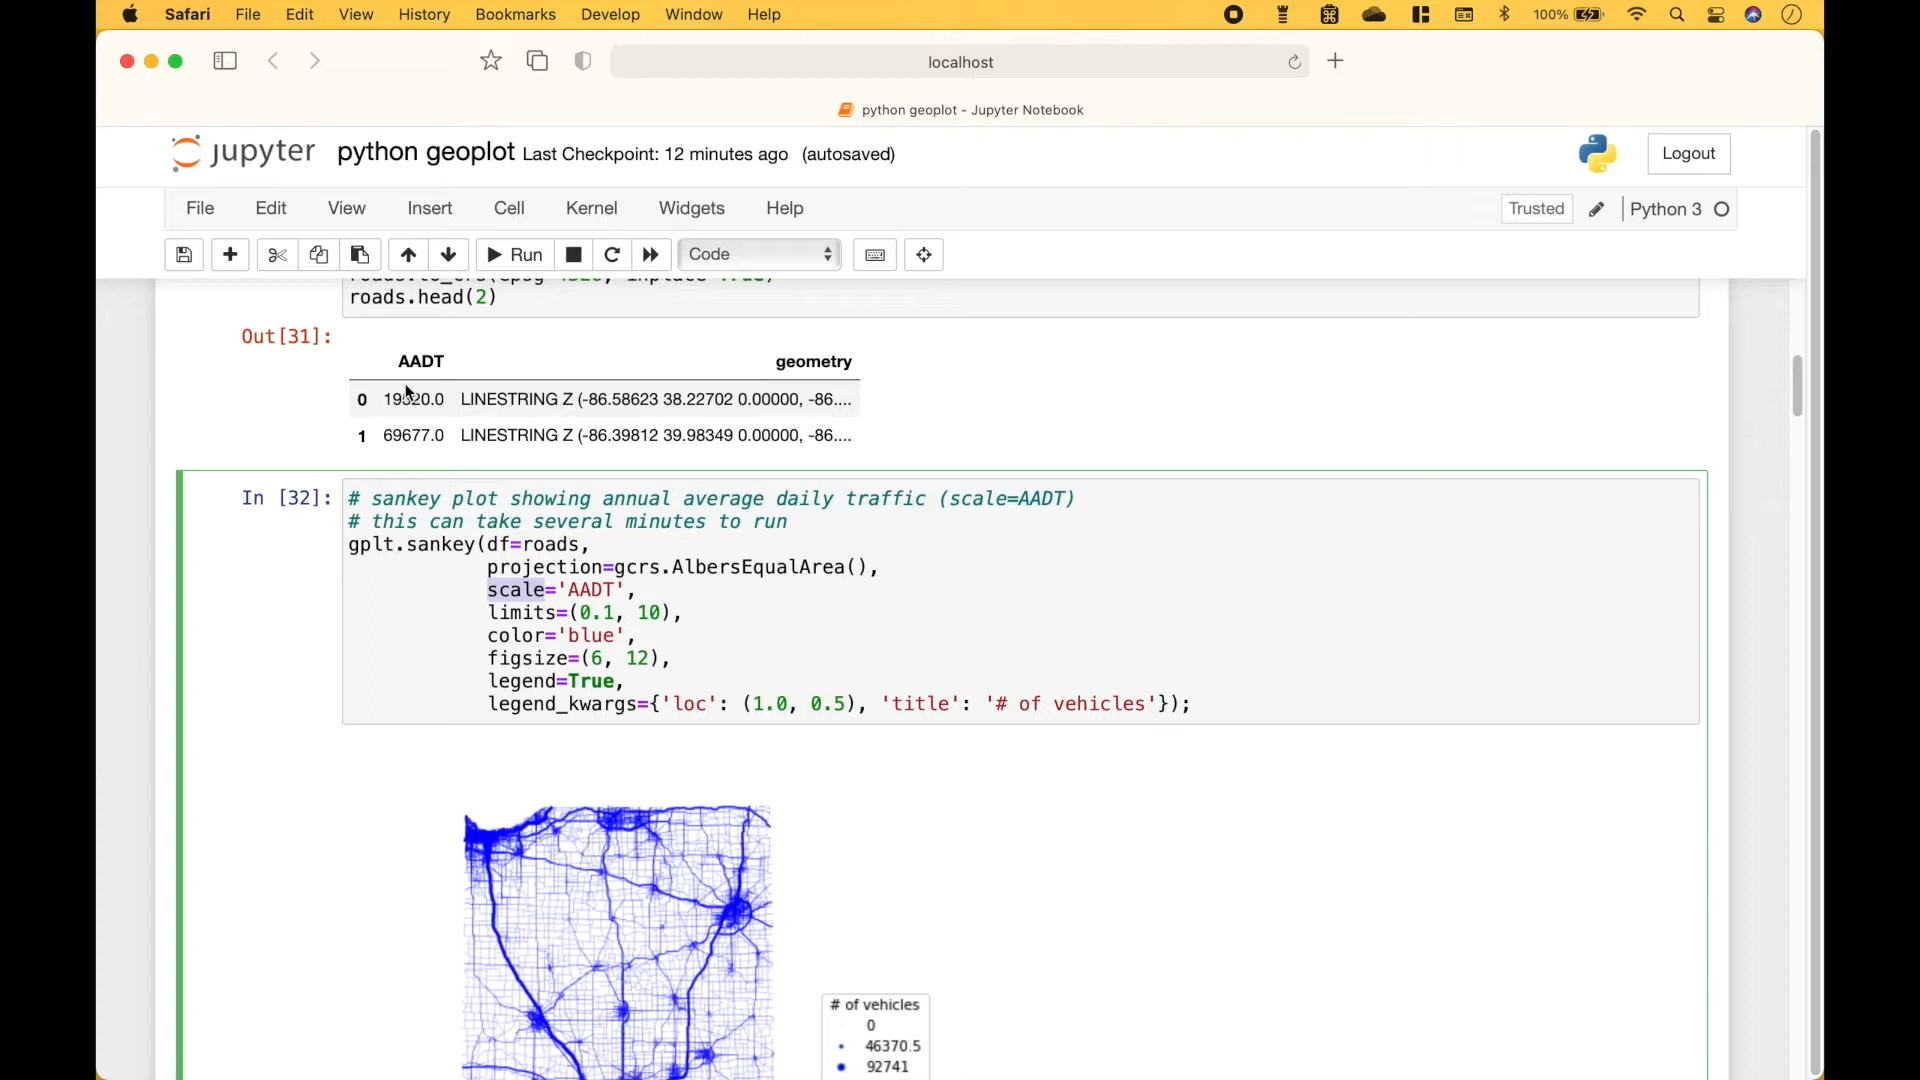 Safari File Edit View History Bookmarks Develop Window Help 100%
localhost
python geoplot - Jupyter Notebook
jupyter python geoplot Last Checkpoint: 12 minutes ago (autosaved) Logout
File Edit View Insert Cell Kernel Widgets Help Trusted Python 3
Run Code
roads.head(2)
Out[31]:
AADT geometry
0 19520.0 LINESTRING Z (-86.58623 38.22702 0.00000, -86....
1 69677.0 LINESTRING Z (-86.39812 39.98349 0.00000, -86....
In [32]: # sankey plot showing annual average daily traffic (scale=AADT)
# this can take several minutes to run
gplt.sankey(df=roads,
projection=gcrs.AlbersEqualArea(),
scale='AADT',
limits=(0.1, 10),
color='blue',
figsize=(6, 12),
legend=True,
legend_kwargs={'loc': (1.0, 0.5), 'title': '# of vehicles'});
# of vehicles
0
46370.5
92741